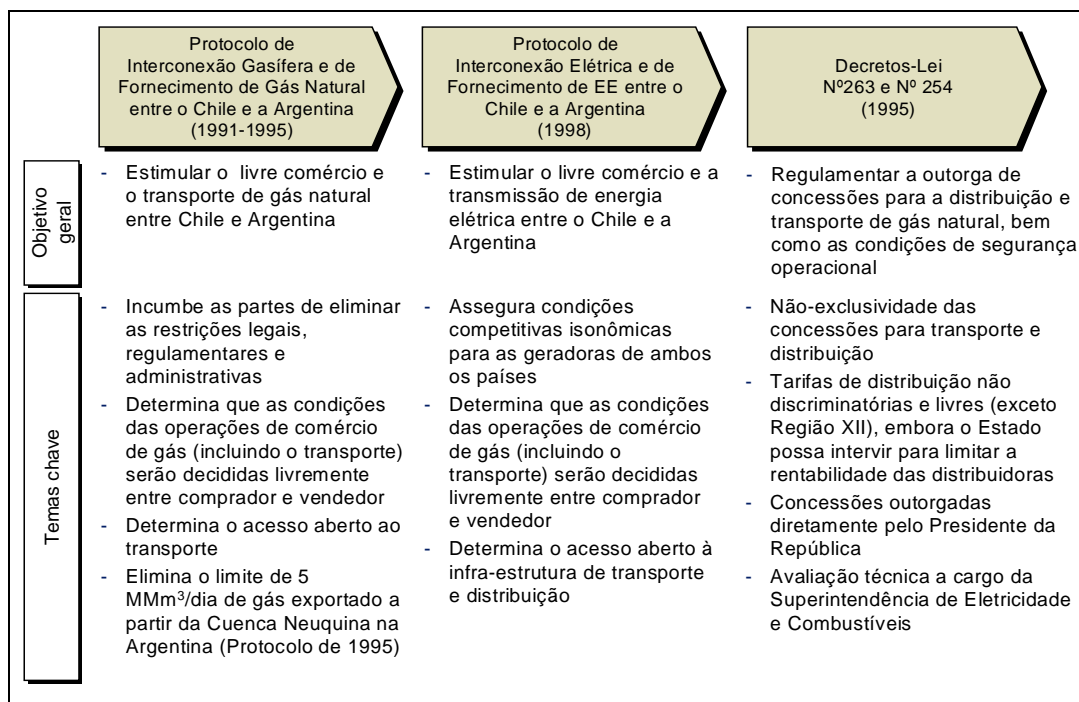 Protocolo de
Interconexão Gasífera e de
Fornecimento de Gás Natural
entre o Chile e a Argentina
(1991-1995)
Protocolo de
Interconexão Elétrica e de
Fornecimento de EE entre o
Chile e a Argentina
(1998)
Decretos-Lei
Nº263 e Nº 254
(1995)
Objetivo
geral
- Estimular o livre comércio e
o transporte de gás natural
entre Chile e Argentina
- Estimular o livre comércio e a
transmissão de energia
elétrica entre o Chile e a
Argentina
- Regulamentar a outorga de
concessões para a distribuição e
transporte de gás natural, bem
como as condições de segurança
operacional
Temas chave
- Incumbe as partes de eliminar
as restrições legais,
regulamentares e
administrativas
- Determina que as condições
das operações de comércio
de gás (incluindo o transporte)
serão decididas livremente
entre comprador e vendedor
- Determina o acesso aberto ao
transporte
- Elimina o limite de 5
MMm³/dia de gás exportado a
partir da Cuenca Neuquina na
Argentina (Protocolo de 1995)
- Assegura condições
competitivas isonômicas
para as geradoras de ambos
os países
- Determina que as condições
das operações de comércio
de gás (incluindo o
transporte) serão decididas
livremente entre comprador
e vendedor
- Determina o acesso aberto à
infra-estrutura de transporte
e distribuição
- Não-exclusividade das
concessões para transporte e
distribuição
- Tarifas de distribuição não
discriminatórias e livres (exceto
Região XII), embora o Estado
possa intervir para limitar a
rentabilidade das distribuidoras
- Concessões outorgadas
diretamente pelo Presidente da
República
- Avaliação técnica a cargo da
Superintendência de Eletricidade
e Combustíveis